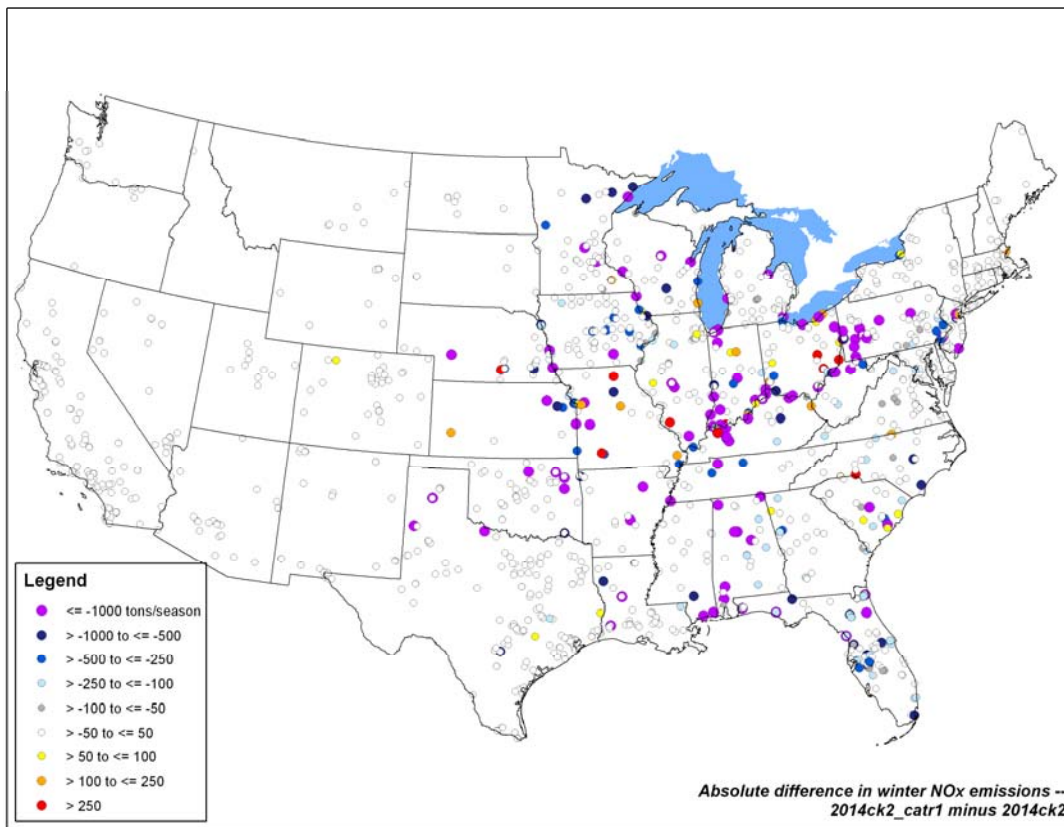 Legend
<= -1000 tons/season
> -1000 to <= -500
> -500 to <= -250
> -250 to <= -100
> -100 to <= -50
> -50 to <= 50
> 50 to <= 100
> 100 to <= 250
> 250
Absolute difference in winter NOx emissions --
2014ck2_catr1 minus 2014ck2